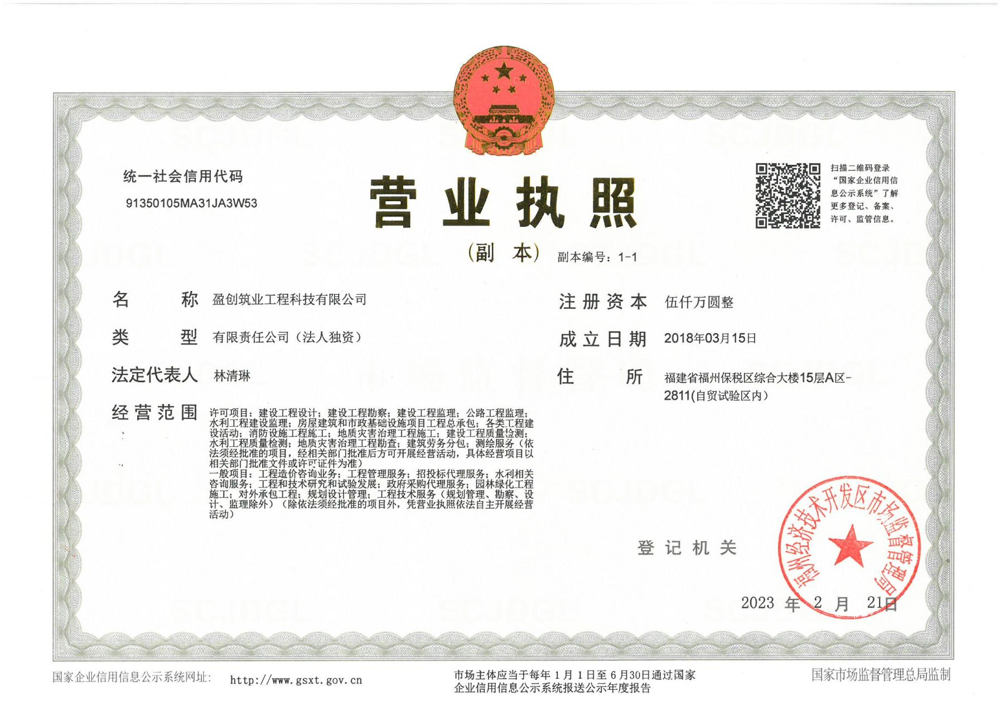 统一社会信用代码
91350105MA31JA3W53
营业执照
（副 本） 副本编号：1-1
扫描二维码登录
“国家企业信用信
息公示系统”了解
更多登记、备案、
许可、监管信息。
名 称 盈创筑业工程科技有限公司
类 型 有限责任公司（法人独资）
法定代表人 林清琳
经营范围 许可项目：建设工程设计；建设工程勘察；建设工程监理；公路工程监理；
水利工程建设监理；房屋建筑和市政基础设施项目工程总承包；各类工程建
设活动；消防设施工程施工；地质灾害治理工程施工；建设工程质量检测；
水利工程质量检测；地质灾害治理工程勘查；建筑劳务分包；测绘服务（依
法须经批准的项目，经相关部门批准后方可开展经营活动，具体经营项目以
相关部门批准文件或许可证件为准）
一般项目：工程造价咨询业务；工程管理服务；招投标代理服务；水利相关
咨询服务；工程和技术研究和试验发展；政府采购代理服务；园林绿化工程
施工；对外承包工程；规划设计管理；工程技术服务（规划管理、勘察、设
计、监理除外）（除依法须经批准的项目外，凭营业执照依法自主开展经营
活动）
注册资本 伍仟万圆整
成立日期 2018年03月15日
住 所 福建省福州保税区综合大楼15层A区-
2811(自贸试验区内）
登记机关
福州经济技术开发区市场监督管理局
2023 年 2 月 21日
国家企业信用信息公示系统网址： http://www.gsxt.gov.cn
市场主体应当于每年1月1日至6月30日通过国家
企业信用信息公示系统报送公示年度报告
国家市场监督管理总局监制